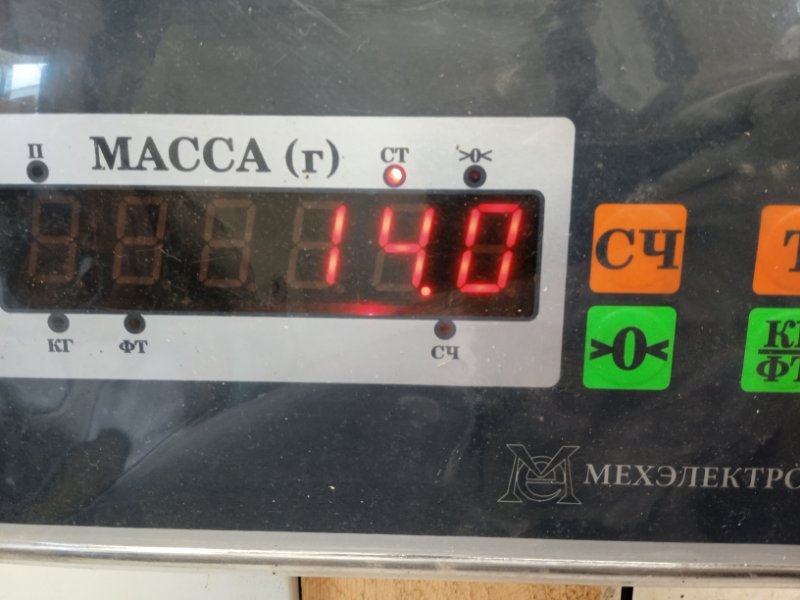 П МАССА (г) СТ >0<
14.0
КГ ФТ СЧ
СЧ
>0<
МЕХЭЛЕКТРО